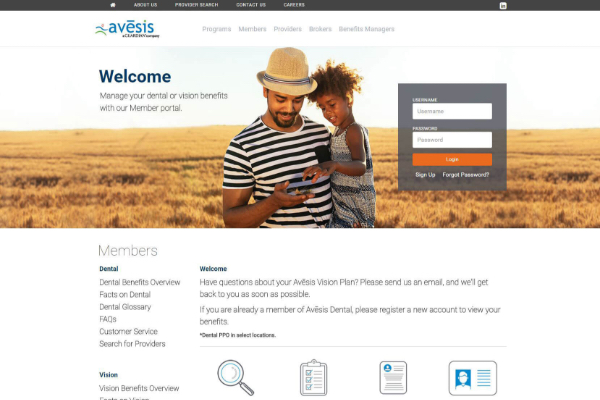 ABOUT US
PROVIDER SEARCH
CONTACT US
CAREERS
in
avēsis
A GUARDIAN company
Programs
Members
Providers
Brokers
Benefits Managers
Welcome
Manage your dental or vision benefits
with our Member portal.
USERNAME
Username
PASSWORD
Password
Login
Sign Up
Forgot Password?
Members
Dental
Dental Benefits Overview
Facts on Dental
Dental Glossary
FAQs
Customer Service
Search for Providers
Vision
Vision Benefits Overview
Facts on Vision
Welcome
Have questions about your Avēsis Vision Plan? Please send us an email, and we'll get
back to you as soon as possible.
If you are already a member of Avēsis Dental, please register a new account to view your
benefits.
*Dental PPO in select locations.